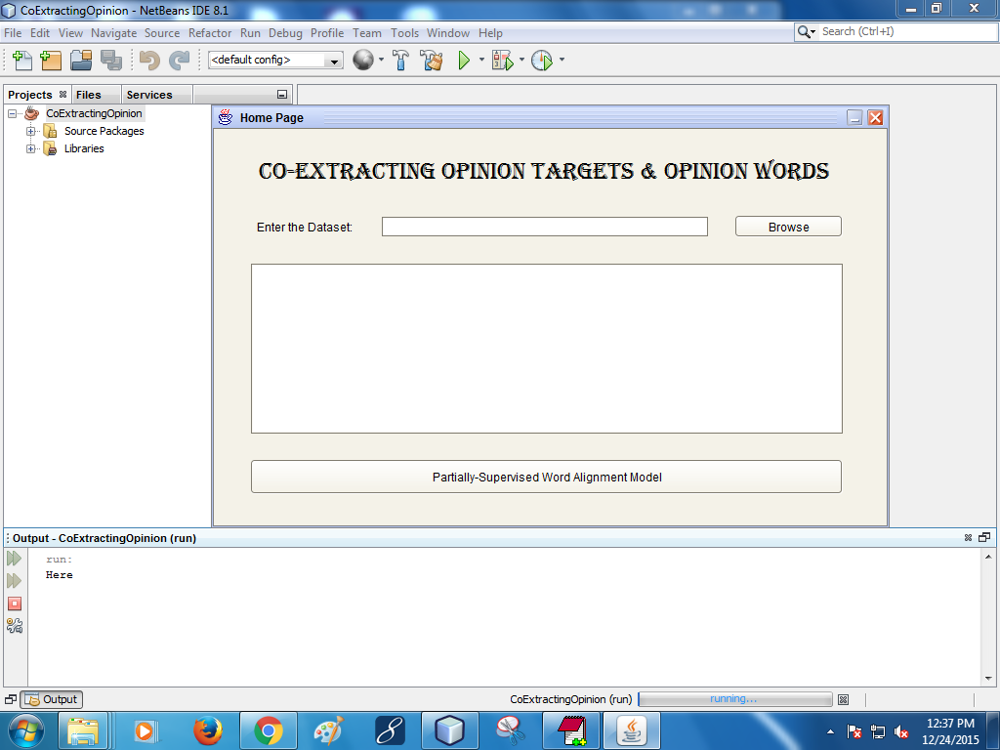 CoExtractingOpinion - NetBeans IDE 8.1
File Edit View Navigate Source Refactor Run Debug Profile Team Tools Window Help
Search (Ctrl+I)
<default config>
Projects Files Services
CoExtractingOpinion
Source Packages
Libraries
Home Page
CO-EXTRACTING OPINION TARGETS & OPINION WORDS
Enter the Dataset: Browse
Partially-Supervised Word Alignment Model
Output - CoExtractingOpinion (run)
run:
Here
Output
CoExtractingOpinion (run) running...
12:37 PM
12/24/2015